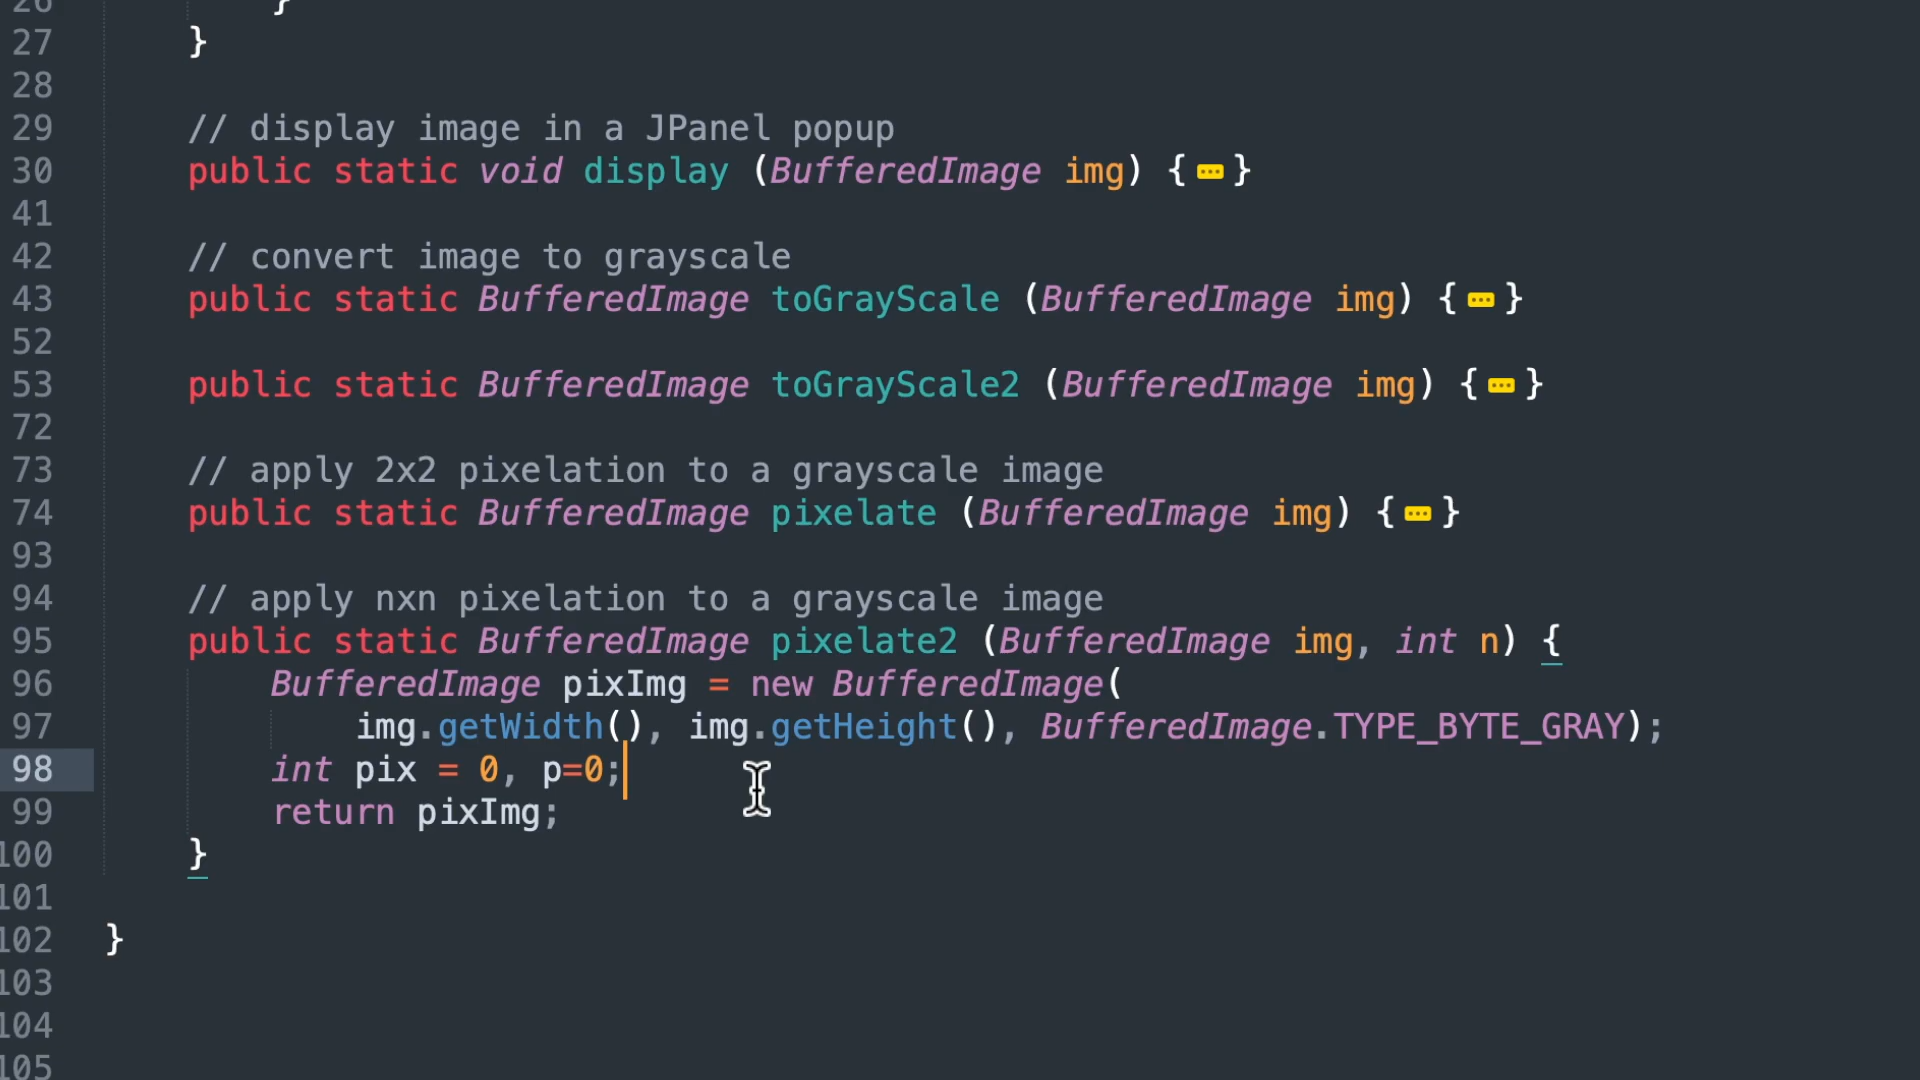 26 }
27 }
28
29 // display image in a JPanel popup
30 public static void display (BufferedImage img) {…}
41
42 // convert image to grayscale
43 public static BufferedImage toGrayScale (BufferedImage img) {…}
52
53 public static BufferedImage toGrayScale2 (BufferedImage img) {…}
72
73 // apply 2x2 pixelation to a grayscale image
74 public static BufferedImage pixelate (BufferedImage img) {…}
93
94 // apply nxn pixelation to a grayscale image
95 public static BufferedImage pixelate2 (BufferedImage img, int n) {
96 BufferedImage pixImg = new BufferedImage(
97 img.getWidth(), img.getHeight(), BufferedImage.TYPE_BYTE_GRAY);
98 int pix = 0, p=0;
99 return pixImg;
100 }
101
102 }
103
104
105